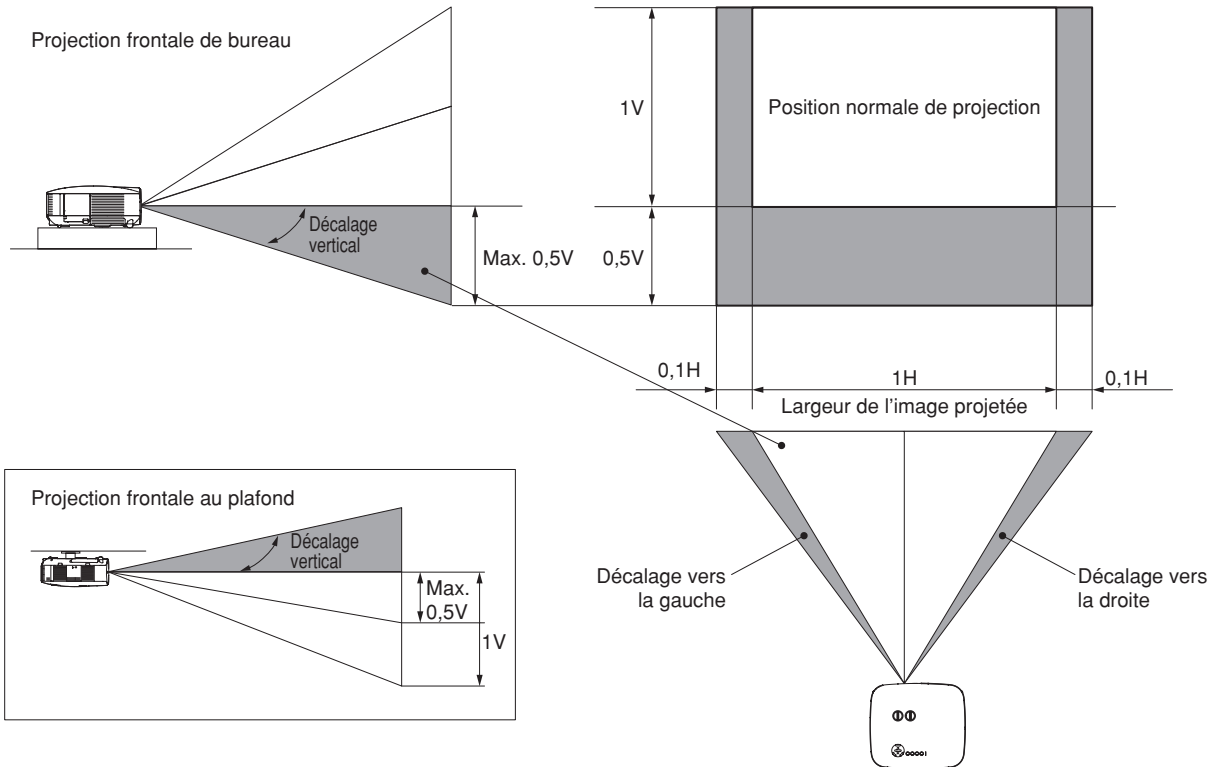 Projection frontale de bureau
1V
Position normale de projection
Décalage
vertical
Max. 0,5V
0,5V
0,1H
1H
0,1H
Largeur de l'image projetée
Projection frontale au plafond
Décalage
vertical
Max.
0,5V
1V
Décalage vers
la gauche
Décalage vers
la droite